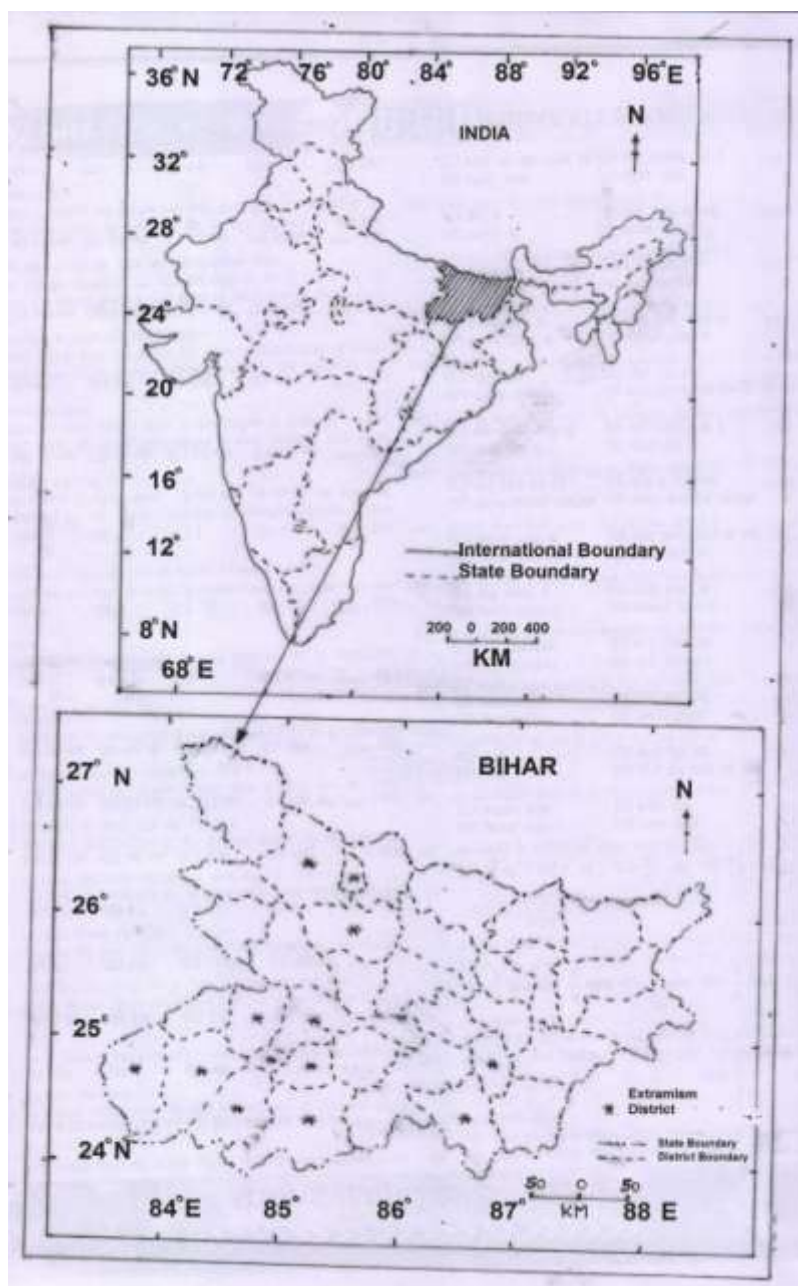 36°N 72° 76° 80° 84° 88° 92° 96°E
INDIA
N
32°
28°
24°
20°
16°
12°
8°N
68°E
International Boundary
State Boundary
200 0 200 400
KM
BIHAR
N
27° N
26°
25°
24°N
Extramism
District
State Boundary
District Boundary
50 0 50
KM
84°E 85° 86° 87° 88 E